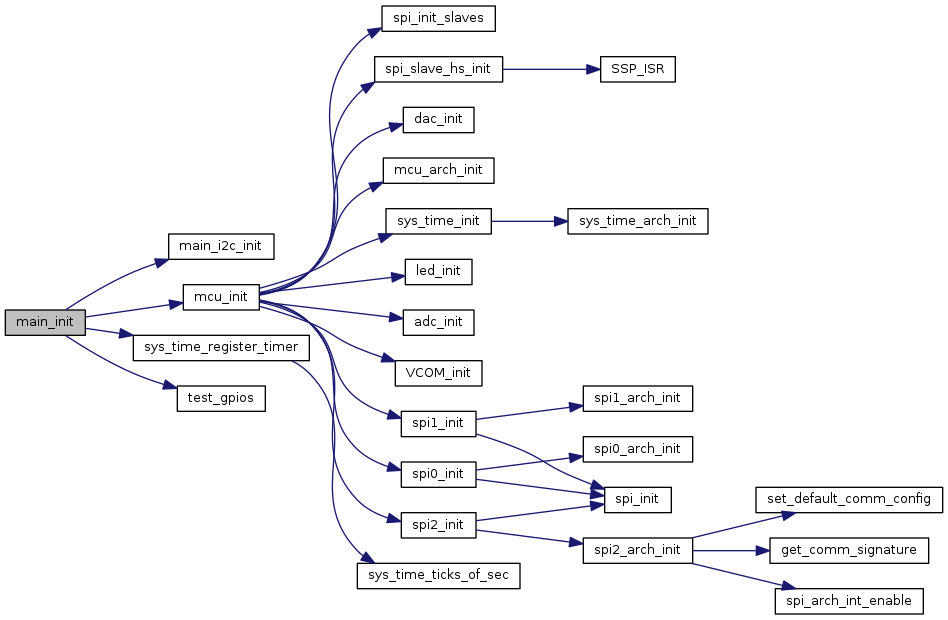 spi_init_slaves
spi_slave_hs_init
SSP_ISR
dac_init
mcu_arch_init
sys_time_init
sys_time_arch_init
main_i2c_init
led_init
mcu_init
main_init
adc_init
sys_time_register_timer
VCOM_init
test_gpios
spi1_arch_init
spi1_init
spi0_arch_init
spi0_init
spi_init
set_default_comm_config
spi2_init
spi2_arch_init
get_comm_signature
sys_time_ticks_of_sec
spi_arch_int_enable